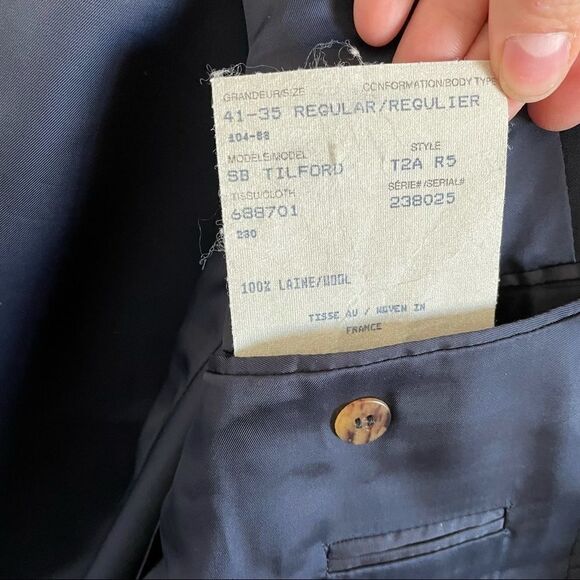 GRANDEUR/SIZE CONFORMATION/BODY TYPE
41-35 REGULAR/REGULIER
104-88
MODELE/MODEL STYLE
SB TILFORD T2A R5
TISSU/CLOTH SÉRIE#/SERIAL#
688701 238025
230
100% LAINE/WOOL
TISSE AU / WOVEN IN
FRANCE